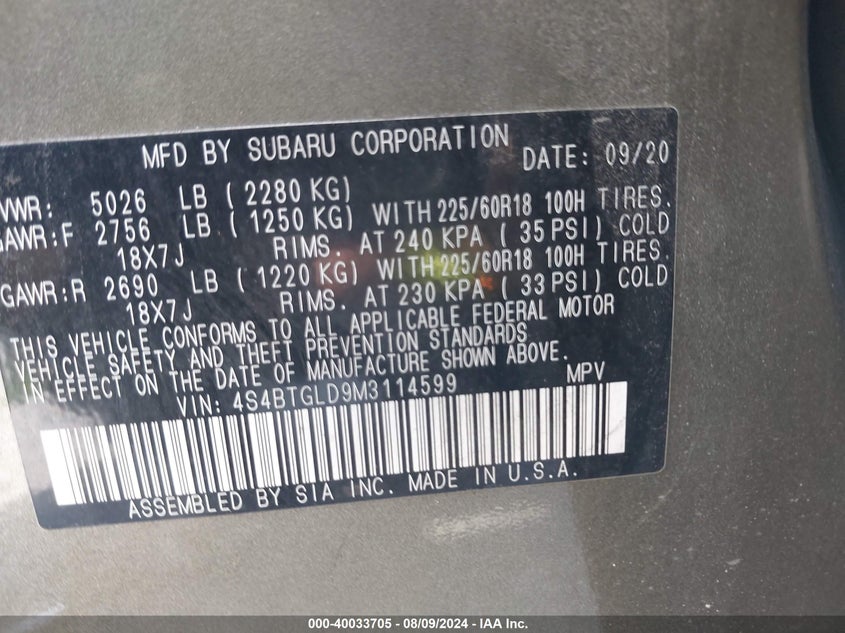 MFD BY SUBARU CORPORATION DATE: 09/20
VWR: 5026 LB ( 2280 KG)
GAWR:F 2756 LB ( 1250 KG) WITH 225/60R18 100H TIRES.
18X7J RIMS. AT 240 KPA ( 35 PSI) COLD
GAWR:R 2690 LB ( 1220 KG) WITH 225/60R18 100H TIRES.
18X7J RIMS. AT 230 KPA ( 33 PSI) COLD
THIS VEHICLE CONFORMS TO ALL APPLICABLE FEDERAL MOTOR
VEHICLE SAFETY AND THEFT PREVENTION STANDARDS
IN EFFECT ON THE DATE OF MANUFACTURE SHOWN ABOVE.
VIN: 4S4BTGLD9M3114599 MPV
ASSEMBLED BY SIA INC. MADE IN U.S.A.
000-40033705 - 08/09/2024 - IAA Inc.